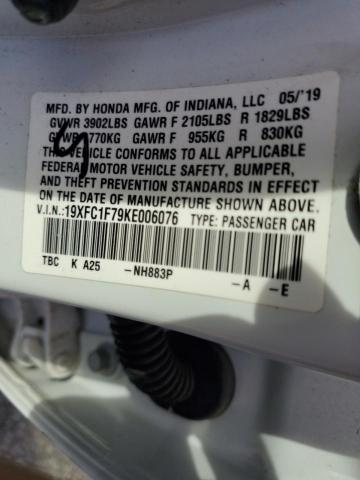 MFD. BY HONDA MFG. OF INDIANA, LLC 05/'19
GVWR 3902LBS GAWR F 2105LBS R 1829LBS
GVWR 1770KG GAWR F 955KG R 830KG
THIS VEHICLE CONFORMS TO ALL APPLICABLE
FEDERAL MOTOR VEHICLE SAFETY, BUMPER,
AND THEFT PREVENTION STANDARDS IN EFFECT
ON THE DATE OF MANUFACTURE SHOWN ABOVE.
V.I.N.:19XFC1F79KE006076 TYPE: PASSENGER CAR
TBC K A25 -NH883P -A -E